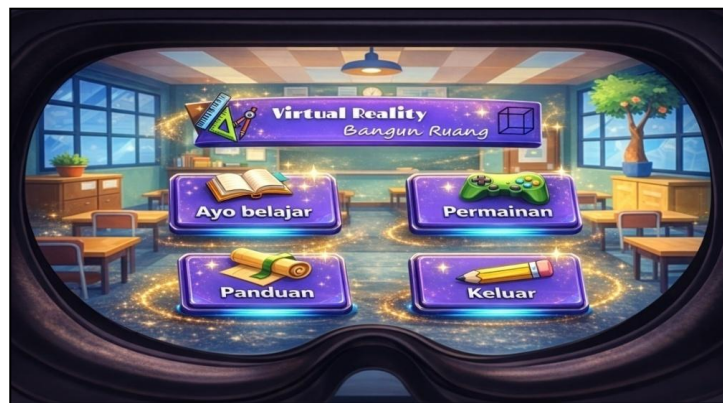 Virtual Reality
Bangun Ruang
Ayo belajar
Permainan
Panduan
Keluar